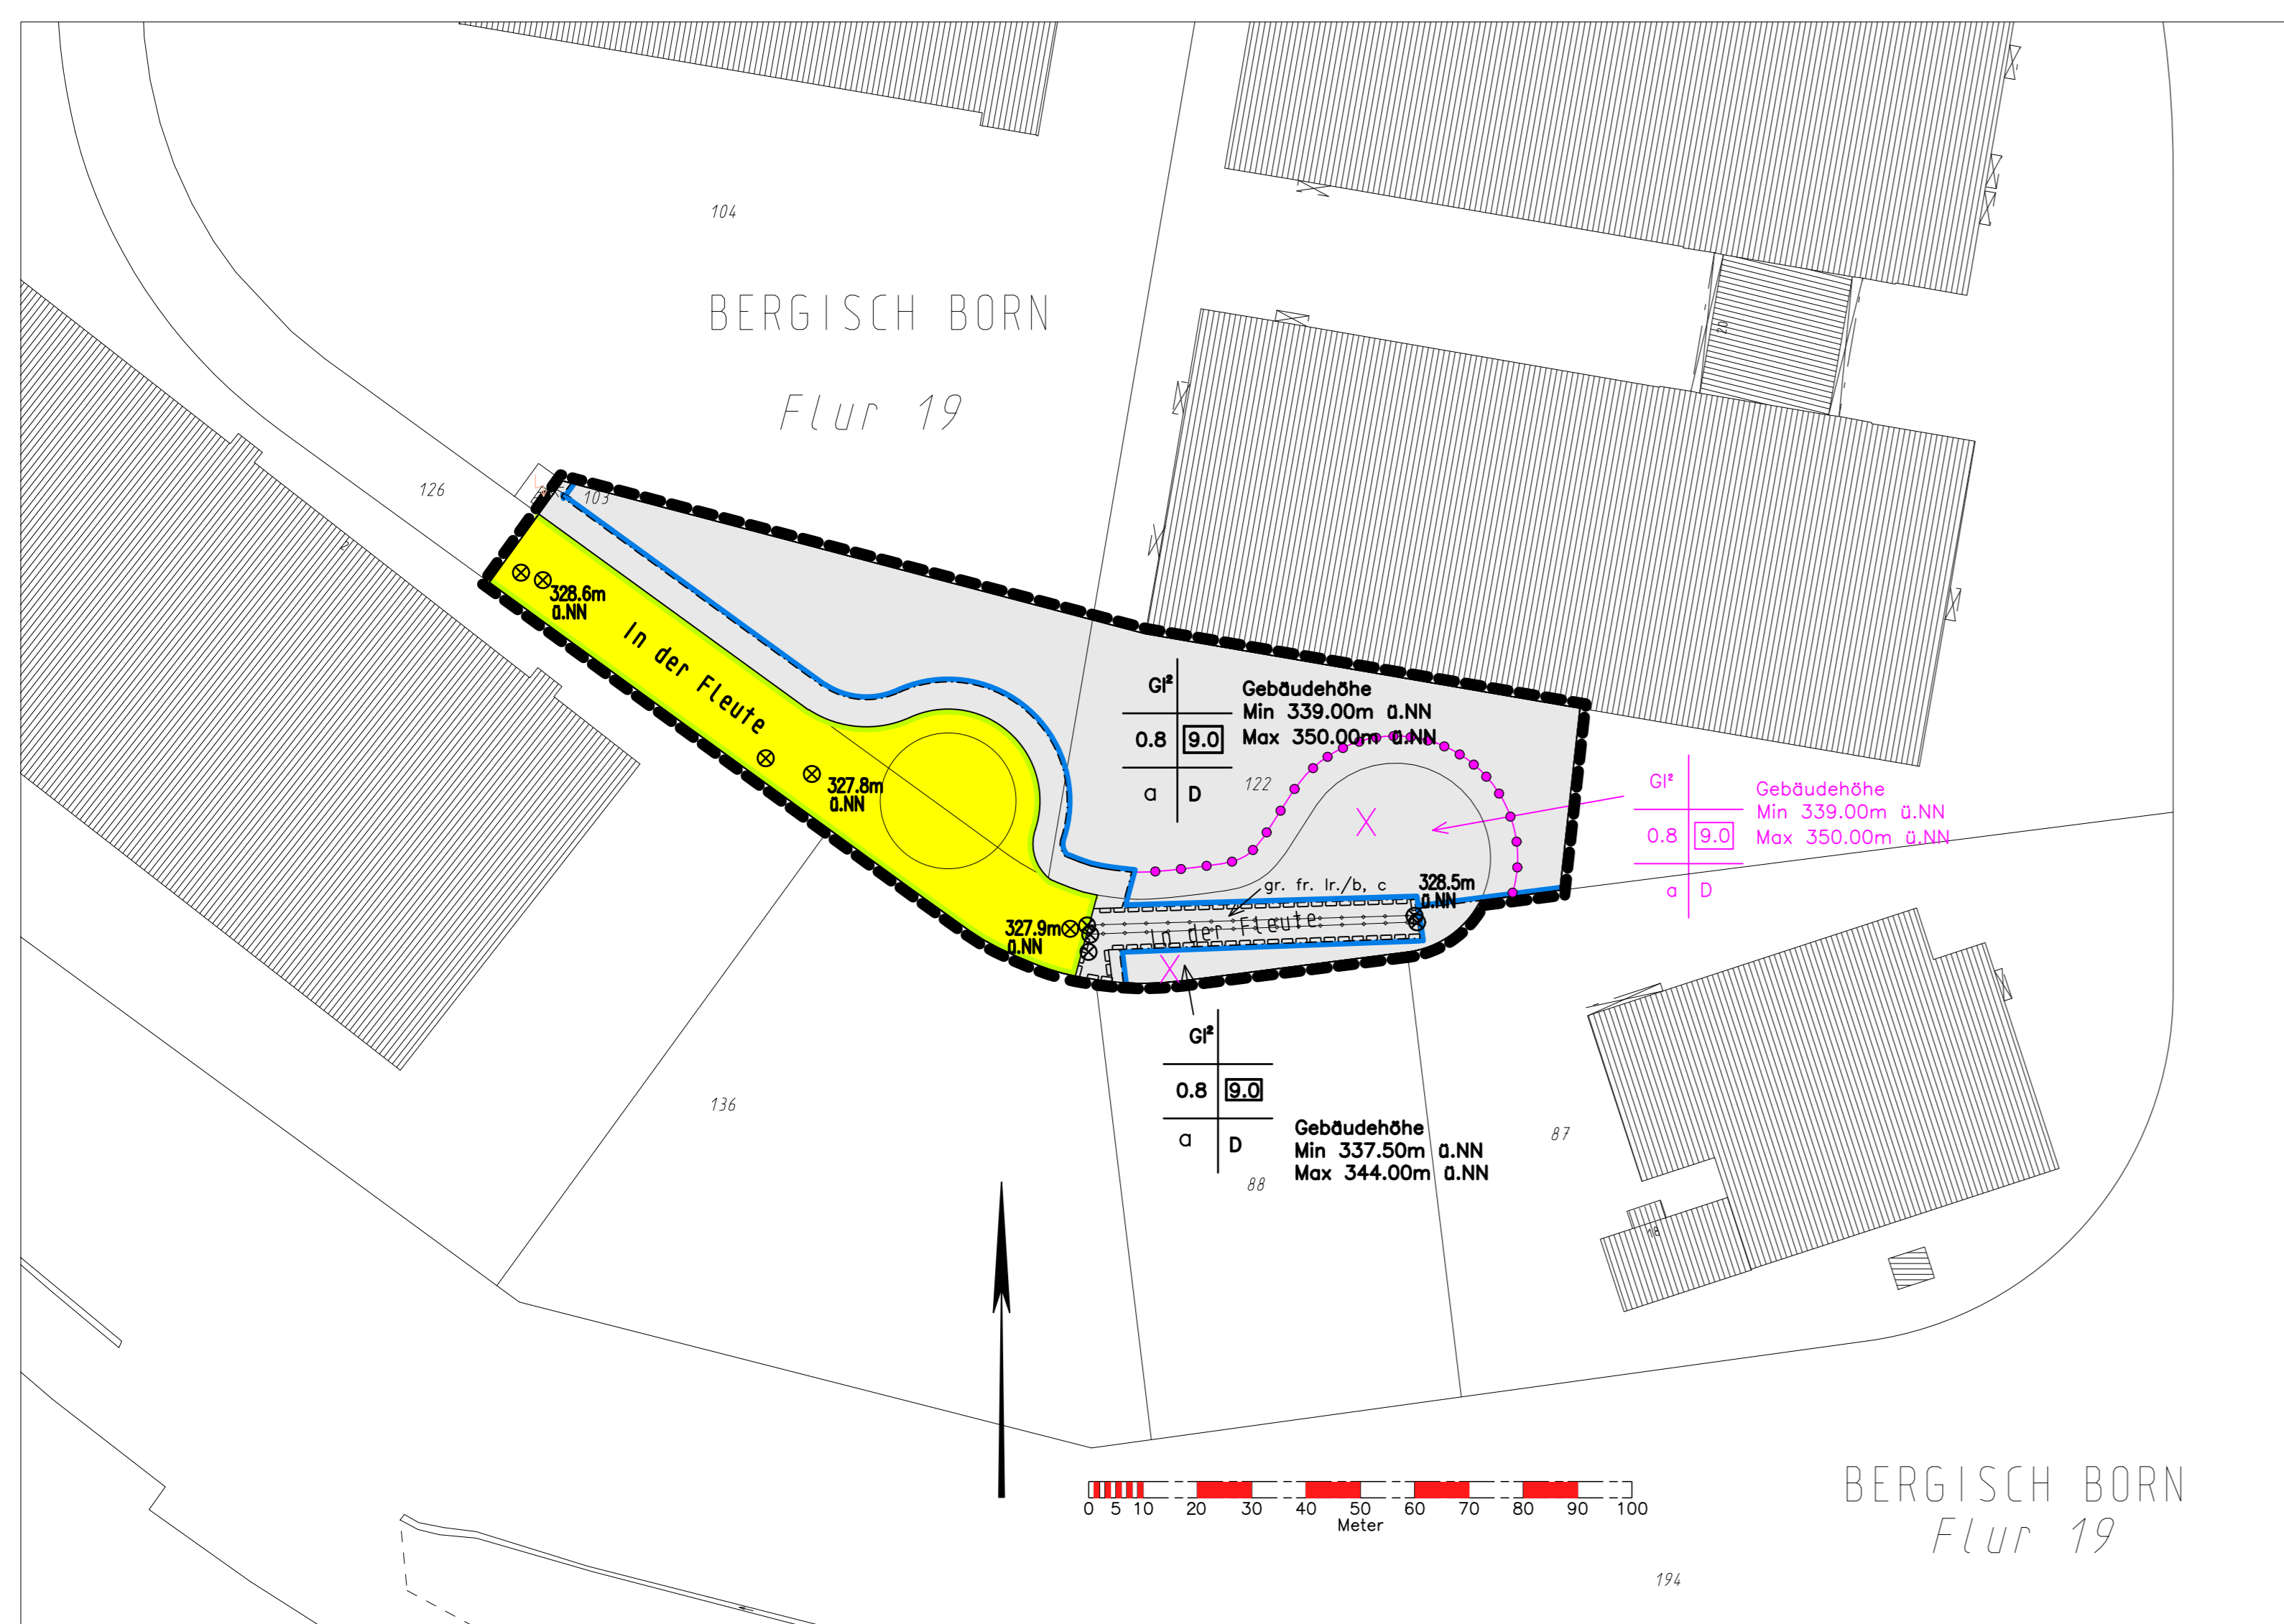 104
BERGISCH BORN
Flur 19
20
126
103
2
328.6m
ü.NN
In der Fleute
327.8m
ü.NN
GI²
0.8 9.0
a D
Gebäudehöhe
Min 339.00m ü.NN
Max 350.00m ü.NN
122
GI²
0.8 9.0
a D
Gebäudehöhe
Min 339.00m ü.NN
Max 350.00m ü.NN
gr. fr. lr./b, c
328.5m
ü.NN
327.9m
ü.NN
In der Fleute
GI²
0.8 9.0
a D
Gebäudehöhe
Min 337.50m ü.NN
Max 344.00m ü.NN
136
87
88
18
0 5 10 20 30 40 50 60 70 80 90 100
Meter
BERGISCH BORN
Flur 19
194